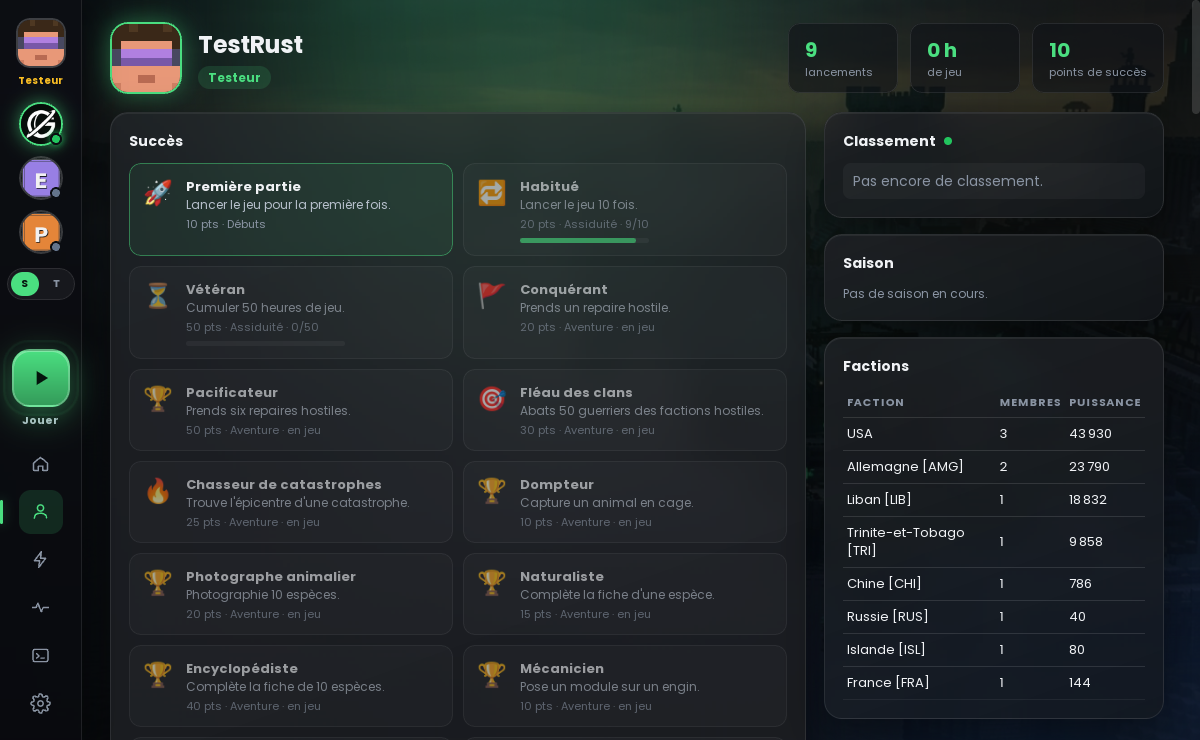 Testeur
E
P
S T
Jouer
TestRust
Testeur
9
lancements
0 h
de jeu
10
points de succès
Succès
Première partie
Lancer le jeu pour la première fois.
10 pts · Débuts
Habitué
Lancer le jeu 10 fois.
20 pts · Assiduité · 9/10
Vétéran
Cumuler 50 heures de jeu.
50 pts · Assiduité · 0/50
Conquérant
Prends un repaire hostile.
20 pts · Aventure · en jeu
Pacificateur
Prends six repaires hostiles.
50 pts · Aventure · en jeu
Fléau des clans
Abats 50 guerriers des factions hostiles.
30 pts · Aventure · en jeu
Chasseur de catastrophes
Trouve l'épicentre d'une catastrophe.
25 pts · Aventure · en jeu
Dompteur
Capture un animal en cage.
10 pts · Aventure · en jeu
Photographe animalier
Photographie 10 espèces.
20 pts · Aventure · en jeu
Naturaliste
Complète la fiche d'une espèce.
15 pts · Aventure · en jeu
Encyclopédiste
Complète la fiche de 10 espèces.
40 pts · Aventure · en jeu
Mécanicien
Pose un module sur un engin.
10 pts · Aventure · en jeu
Classement
Pas encore de classement.
Saison
Pas de saison en cours.
Factions
FACTION MEMBRES PUISSANCE
USA 3 43 930
Allemagne [AMG] 2 23 790
Liban [LIB] 1 18 832
Trinite-et-Tobago
[TRI] 1 9 858
Chine [CHI] 1 786
Russie [RUS] 1 40
Islande [ISL] 1 80
France [FRA] 1 144